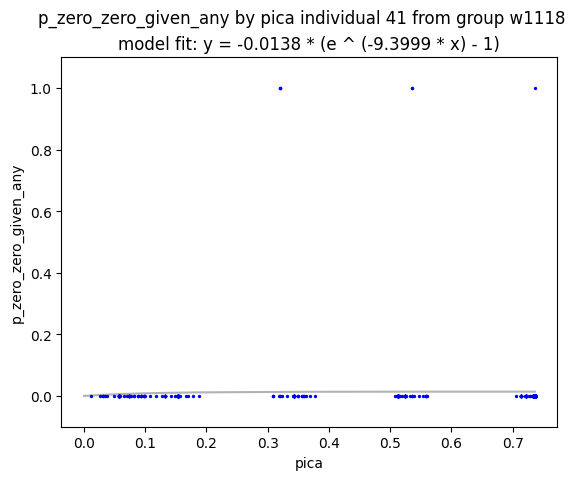 p_zero_zero_given_any by pica individual 41 from group w1118
model fit: y = -0.0138 * (e ^ (-9.3999 * x) - 1)
p_zero_zero_given_any
1.0
0.8
0.6
0.4
0.2
0.0
0.0 0.1 0.2 0.3 0.4 0.5 0.6 0.7
pica